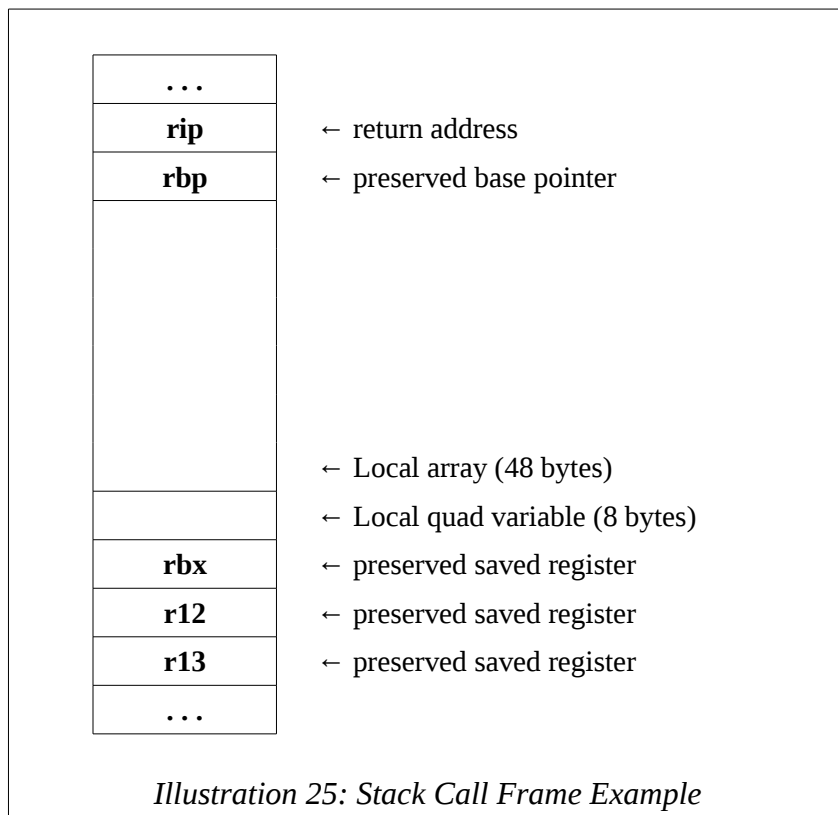 . . .
rip ← return address
rbp ← preserved base pointer
← Local array (48 bytes)
← Local quad variable (8 bytes)
rbx ← preserved saved register
r12 ← preserved saved register
r13 ← preserved saved register
. . .
Illustration 25: Stack Call Frame Example